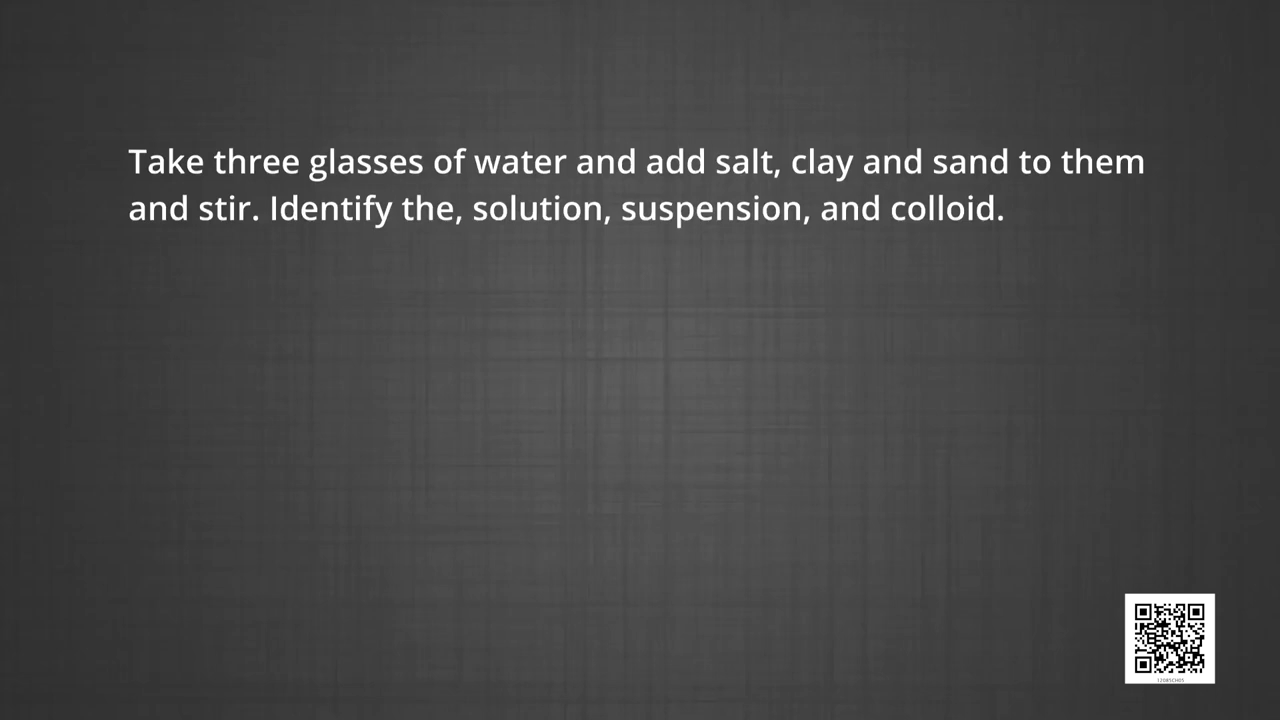 Take three glasses of water and add salt, clay and sand to them
and stir. Identify the, solution, suspension, and colloid.